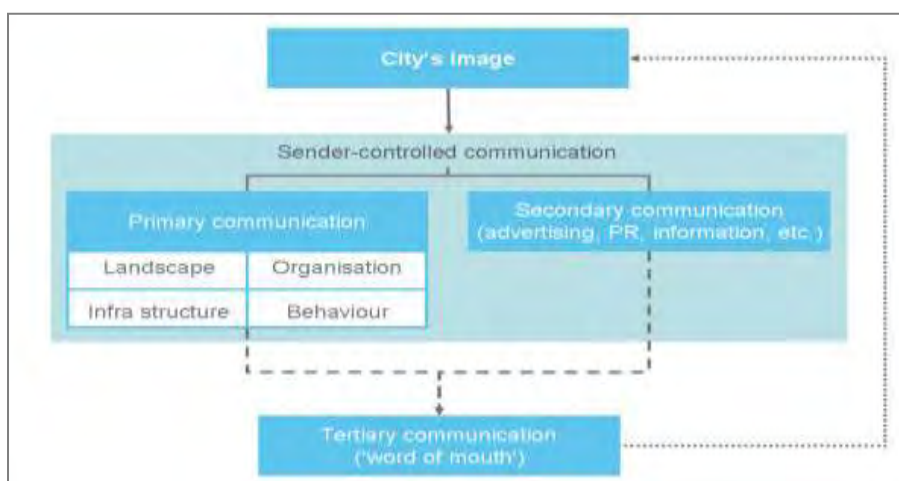 City's Image
Sender-controlled communication
Primary communication
Secondary communication
(advertising, PR, information, etc.)
Landscape
Organisation
Infra structure
Behaviour
Tertiary communication
('word of mouth')